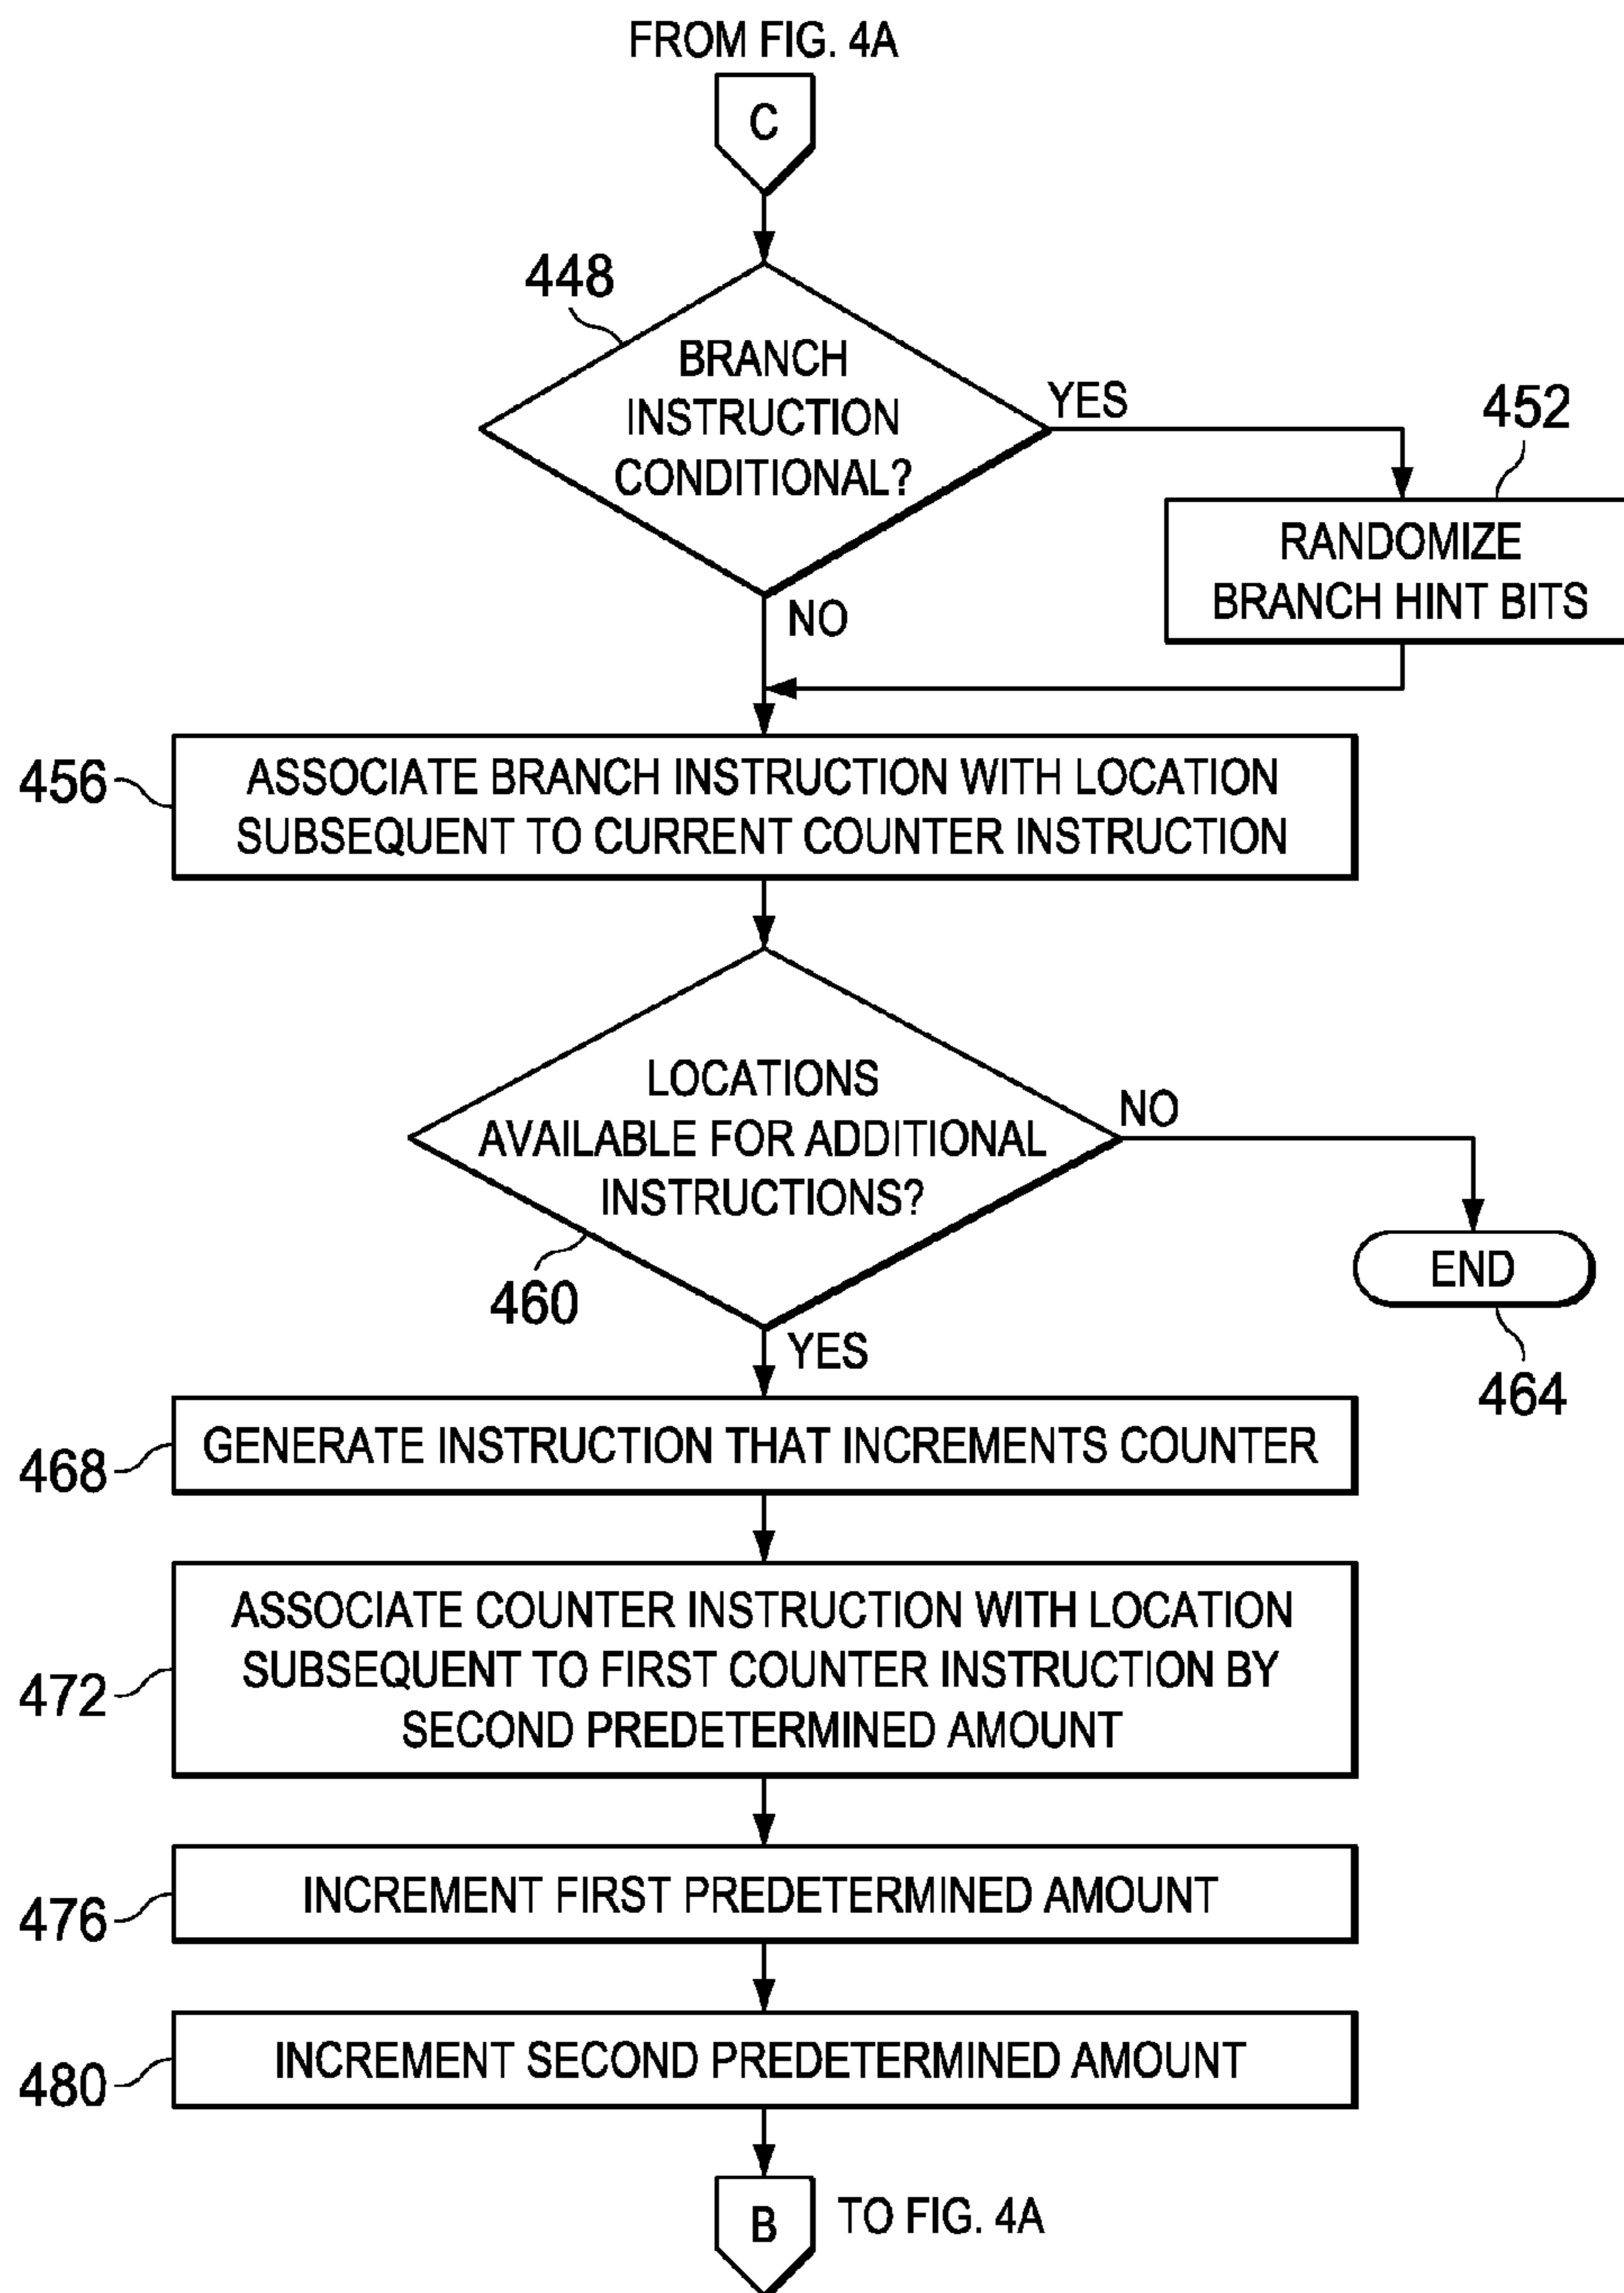 FROM FIG. 4A
C
448
BRANCH
INSTRUCTION
CONDITIONAL?
YES
452
RANDOMIZE
BRANCH HINT BITS
NO
456
ASSOCIATE BRANCH INSTRUCTION WITH LOCATION
SUBSEQUENT TO CURRENT COUNTER INSTRUCTION
LOCATIONS
AVAILABLE FOR ADDITIONAL
INSTRUCTIONS?
NO
460
END
464
YES
468
GENERATE INSTRUCTION THAT INCREMENTS COUNTER
472
ASSOCIATE COUNTER INSTRUCTION WITH LOCATION
SUBSEQUENT TO FIRST COUNTER INSTRUCTION BY
SECOND PREDETERMINED AMOUNT
476
INCREMENT FIRST PREDETERMINED AMOUNT
480
INCREMENT SECOND PREDETERMINED AMOUNT
B
TO FIG. 4A